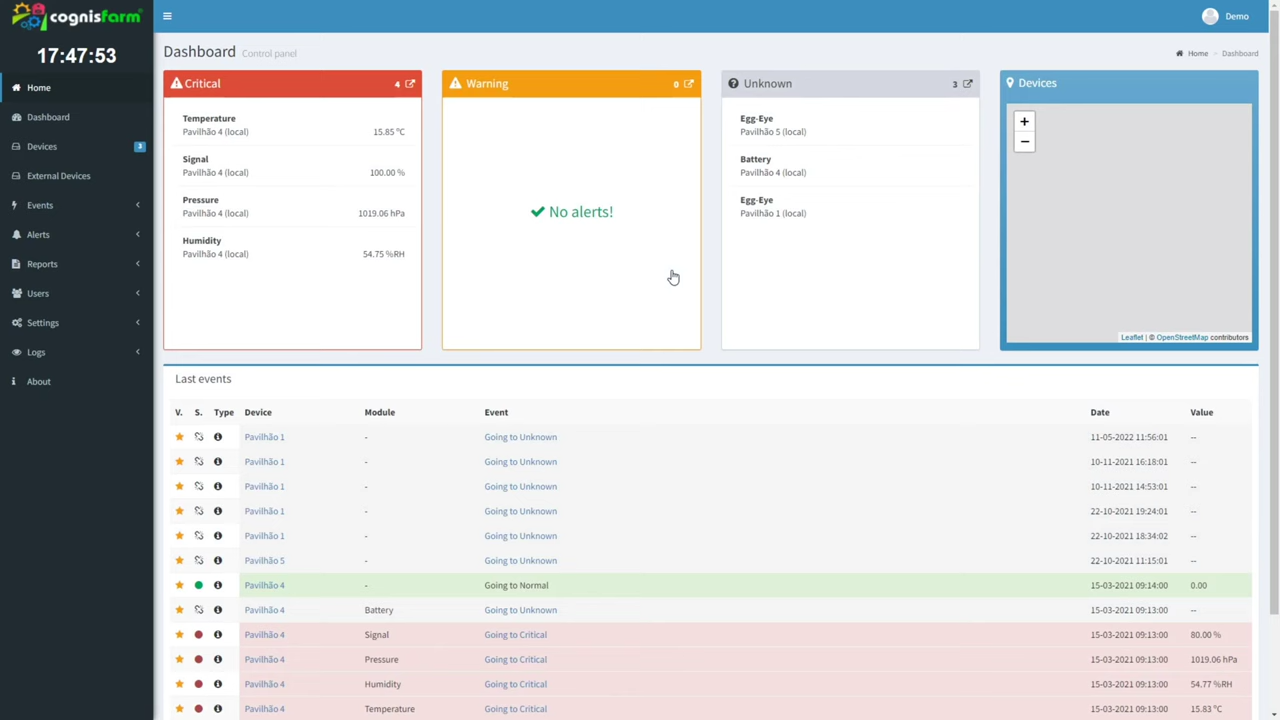 cognisfarm
Demo
17:47:53
Dashboard Control panel
Home > Dashboard
Home
Dashboard
Devices 3
External Devices
Events
Alerts
Reports
Users
Settings
Logs
About
Critical 4
Temperature
Pavilhão 4 (local) 15.85 ºC
Signal
Pavilhão 4 (local) 100.00 %
Pressure
Pavilhão 4 (local) 1019.06 hPa
Humidity
Pavilhão 4 (local) 54.75 %RH
Warning 0
No alerts!
Unknown 3
Egg-Eye
Pavilhão 5 (local)
Battery
Pavilhão 4 (local)
Egg-Eye
Pavilhão 1 (local)
Devices
+
−
Leaflet | © OpenStreetMap contributors
Last events
V. S. Type Device Module Event Date Value
Pavilhão 1 - Going to Unknown 11-05-2022 11:56:01 --
Pavilhão 1 - Going to Unknown 10-11-2021 16:18:01 --
Pavilhão 1 - Going to Unknown 10-11-2021 14:53:01 --
Pavilhão 1 - Going to Unknown 22-10-2021 19:24:01 --
Pavilhão 1 - Going to Unknown 22-10-2021 18:34:02 --
Pavilhão 5 - Going to Unknown 22-10-2021 11:15:01 --
Pavilhão 4 - Going to Normal 15-03-2021 09:14:00 0.00
Pavilhão 4 Battery Going to Unknown 15-03-2021 09:13:00 --
Pavilhão 4 Signal Going to Critical 15-03-2021 09:13:00 80.00 %
Pavilhão 4 Pressure Going to Critical 15-03-2021 09:13:00 1019.06 hPa
Pavilhão 4 Humidity Going to Critical 15-03-2021 09:13:00 54.77 %RH
Pavilhão 4 Temperature Going to Critical 15-03-2021 09:13:00 15.83 ºC